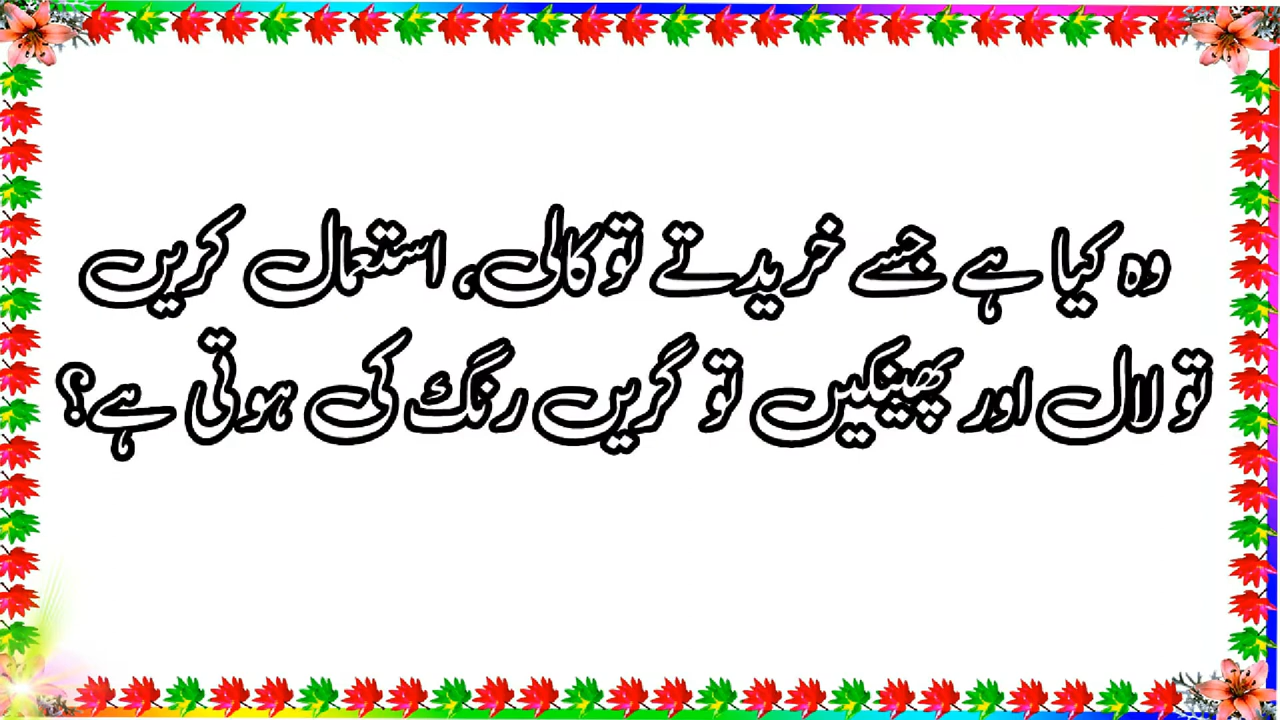 وہ کیا ہے جسے خریدتے تو کالی، استعمال کریں
تو لال اور پھینکیں تو گرین رنگ کی ہوتی ہے؟